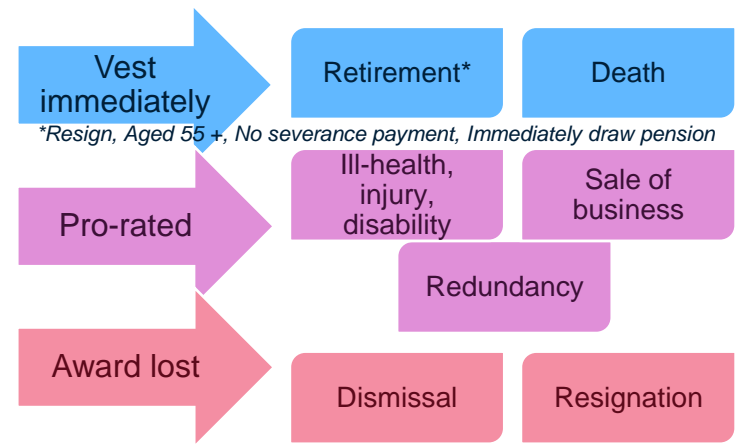 Vest
immediately
Retirement*
Death
*Resign, Aged 55 +, No severance payment, Immediately draw pension
Pro-rated
Ill-health,
injury,
disability
Sale of
business
Redundancy
Award lost
Dismissal
Resignation